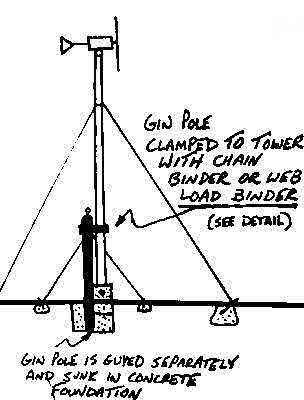 GIN POLE
CLAMPED TO TOWER
WITH CHAIN
BINDER OR WEB
LOAD BINDER
(SEE DETAIL)
GIN POLE IS GUYED SEPARATELY
AND SUNK IN CONCRETE
FOUNDATION